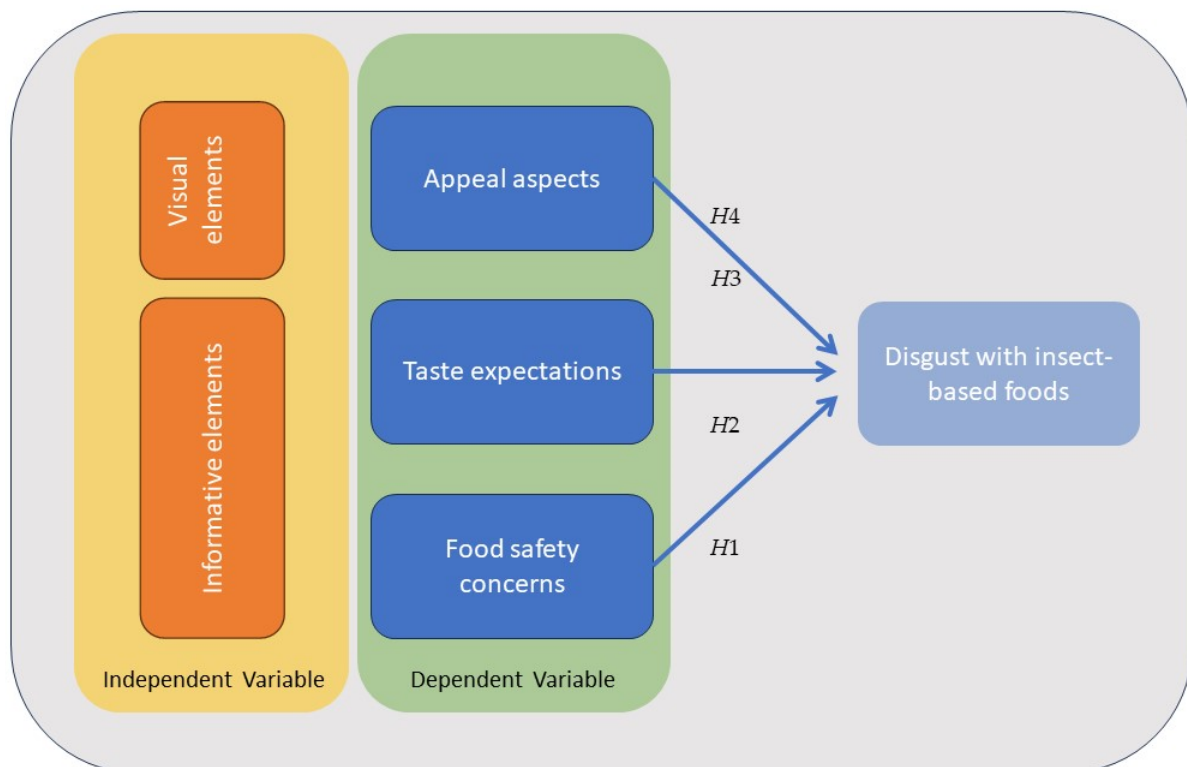 Visual
elements
Informative elements
Independent Variable
Appeal aspects
Taste expectations
Food safety
concerns
Dependent Variable
H4
H3
H2
H1
Disgust with insect-
based foods